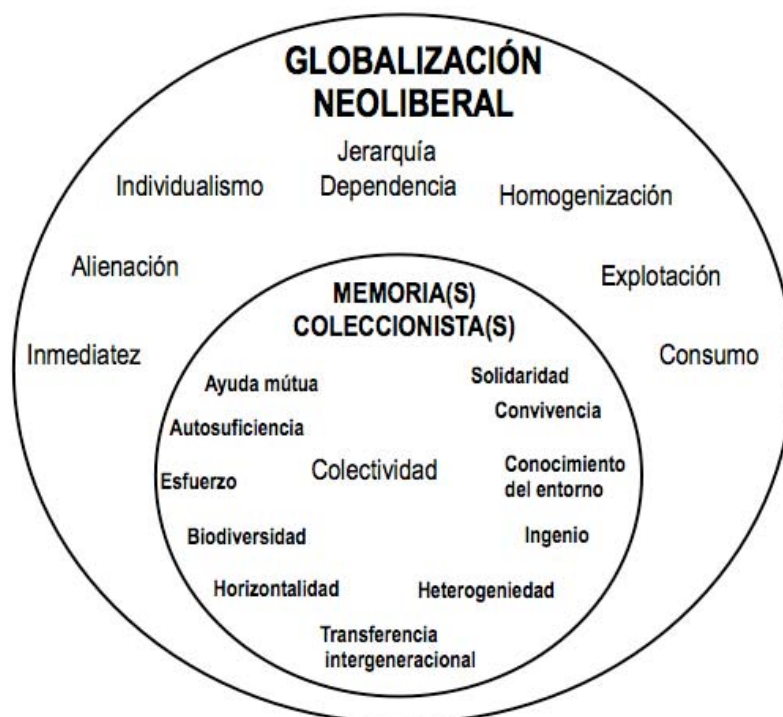 GLOBALIZACIÓN
NEOLIBERAL
Jerarquía
Individualismo
Dependencia
Homogenización
Alienación
Explotación
Inmediatez
Consumo
MEMORIA(S)
COLECCIONISTA(S)
Ayuda mútua
Solidaridad
Convivencia
Autosuficiencia
Colectividad
Esfuerzo
Conocimiento
del entorno
Biodiversidad
Ingenio
Horizontalidad
Heterogeniedad
Transferencia
intergeneracional